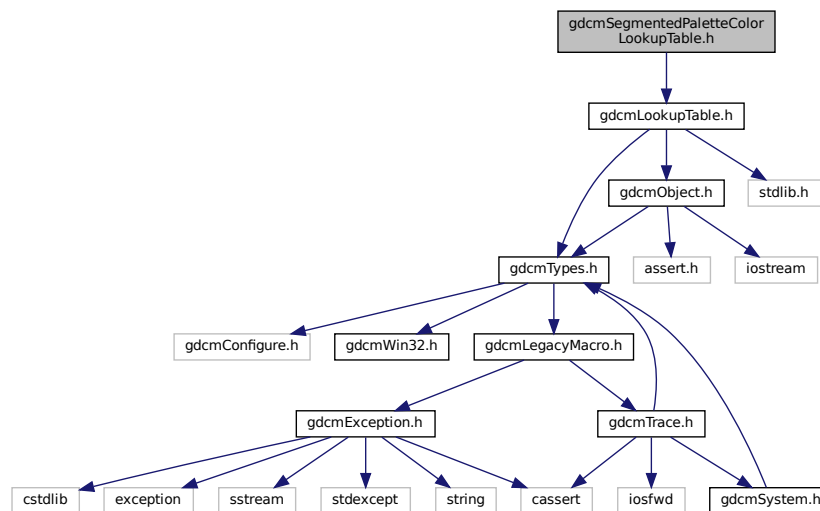 gdcmSegmentedPaletteColor
LookupTable.h
gdcmLookupTable.h
gdcmObject.h
stdlib.h
gdcmTypes.h
assert.h
iostream
gdcmConfigure.h
gdcmWin32.h
gdcmLegacyMacro.h
gdcmException.h
gdcmTrace.h
cstdlib
exception
sstream
stdexcept
string
cassert
iosfwd
gdcmSystem.h